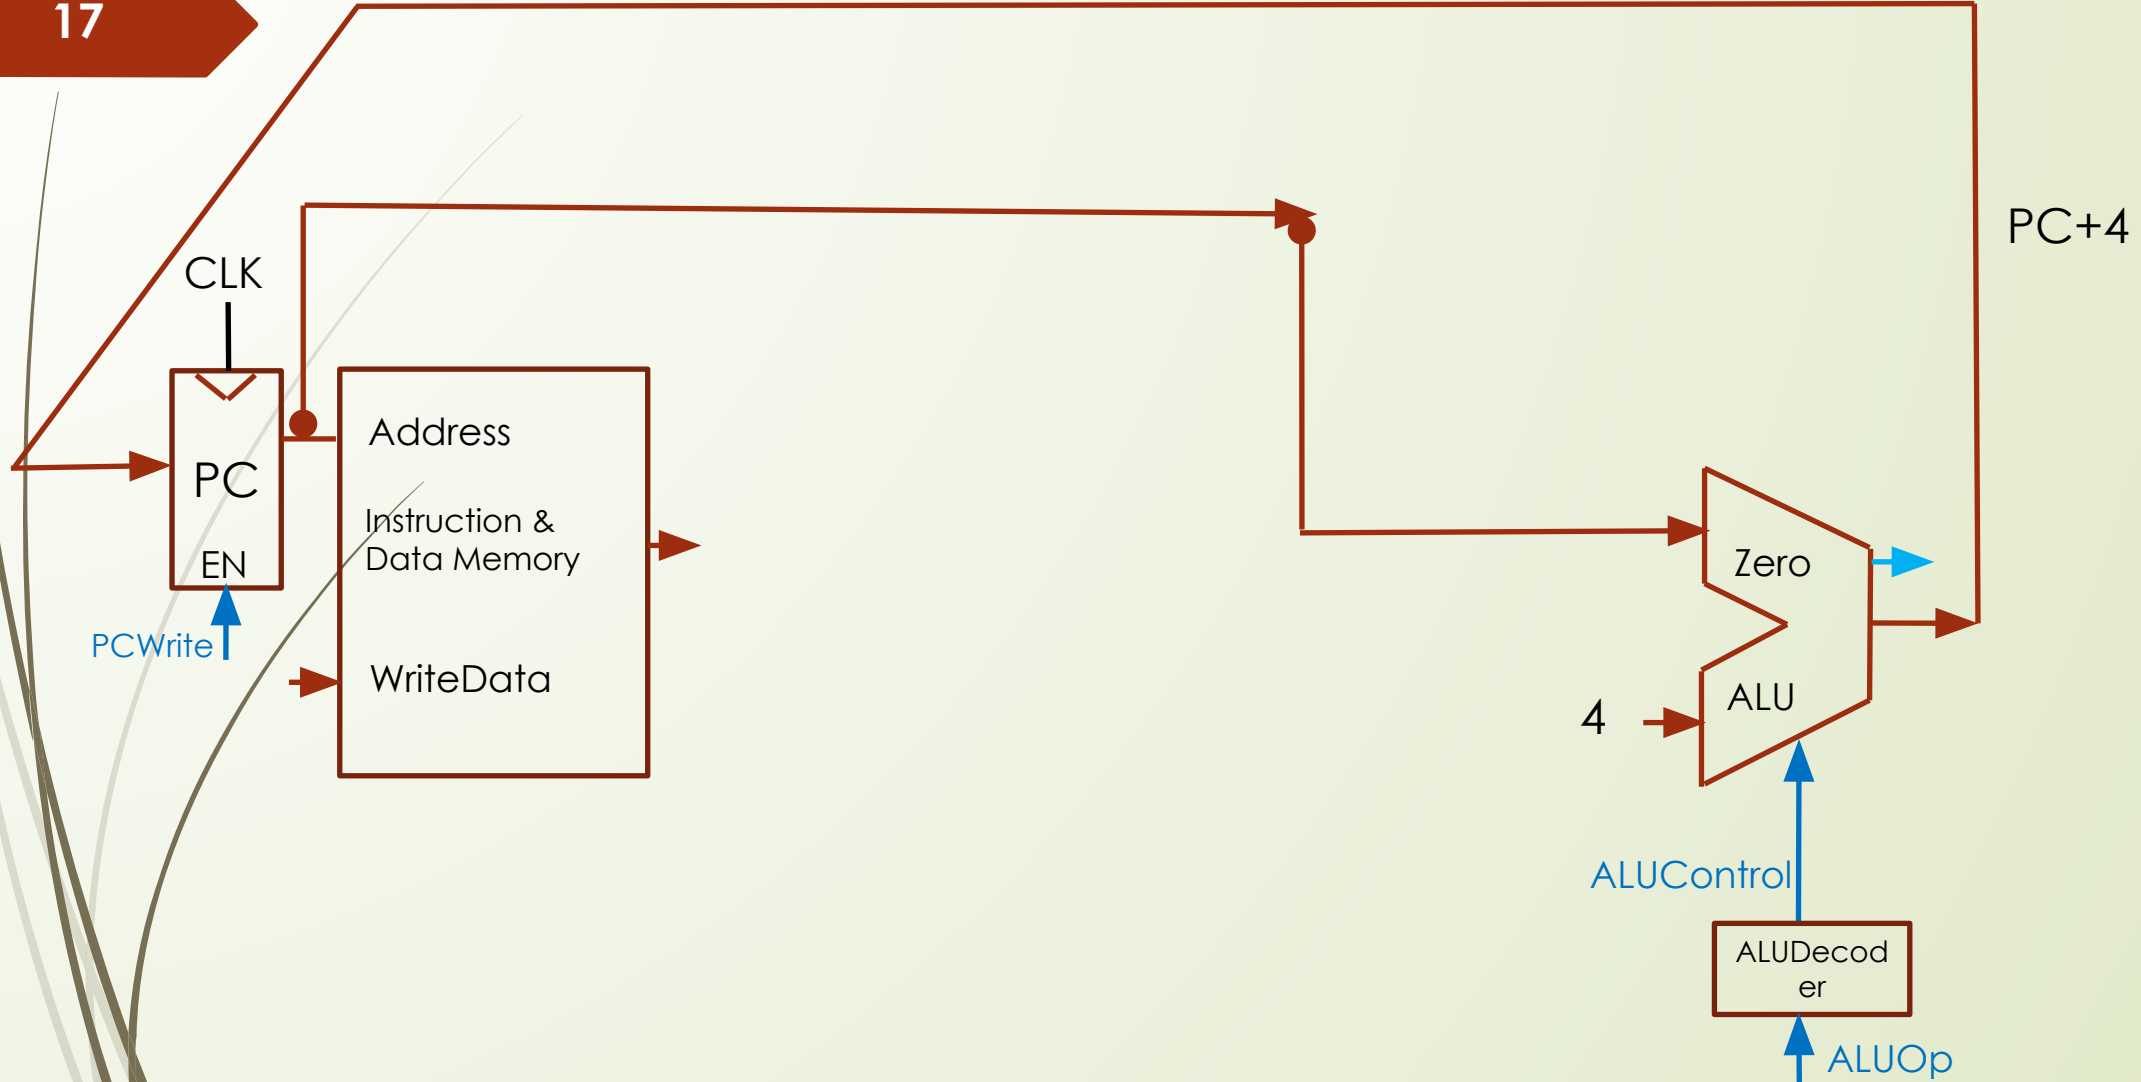 17
PC+4
CLK
Address
PC
Instruction &
Data Memory
EN
Zero
PCWrite
WriteData
ALU
4
ALUControl
ALUDecod
er
ALUOp